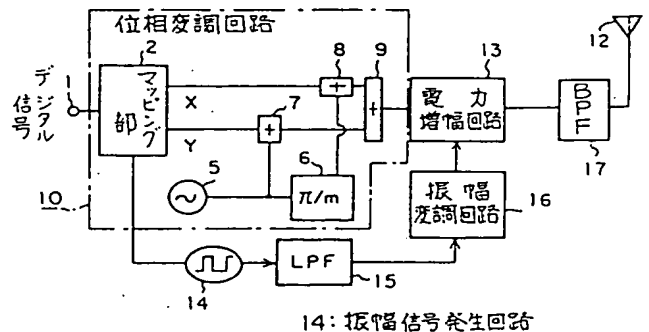 位相変調回路
デジタル信号
1
2
マッピング部
X
Y
8
+
9
+
7
+
5
~
6
π/m
10
13
電力増幅回路
12
BPF
17
振幅変調回路
16
14
LPF
15
14:振幅信号発生回路